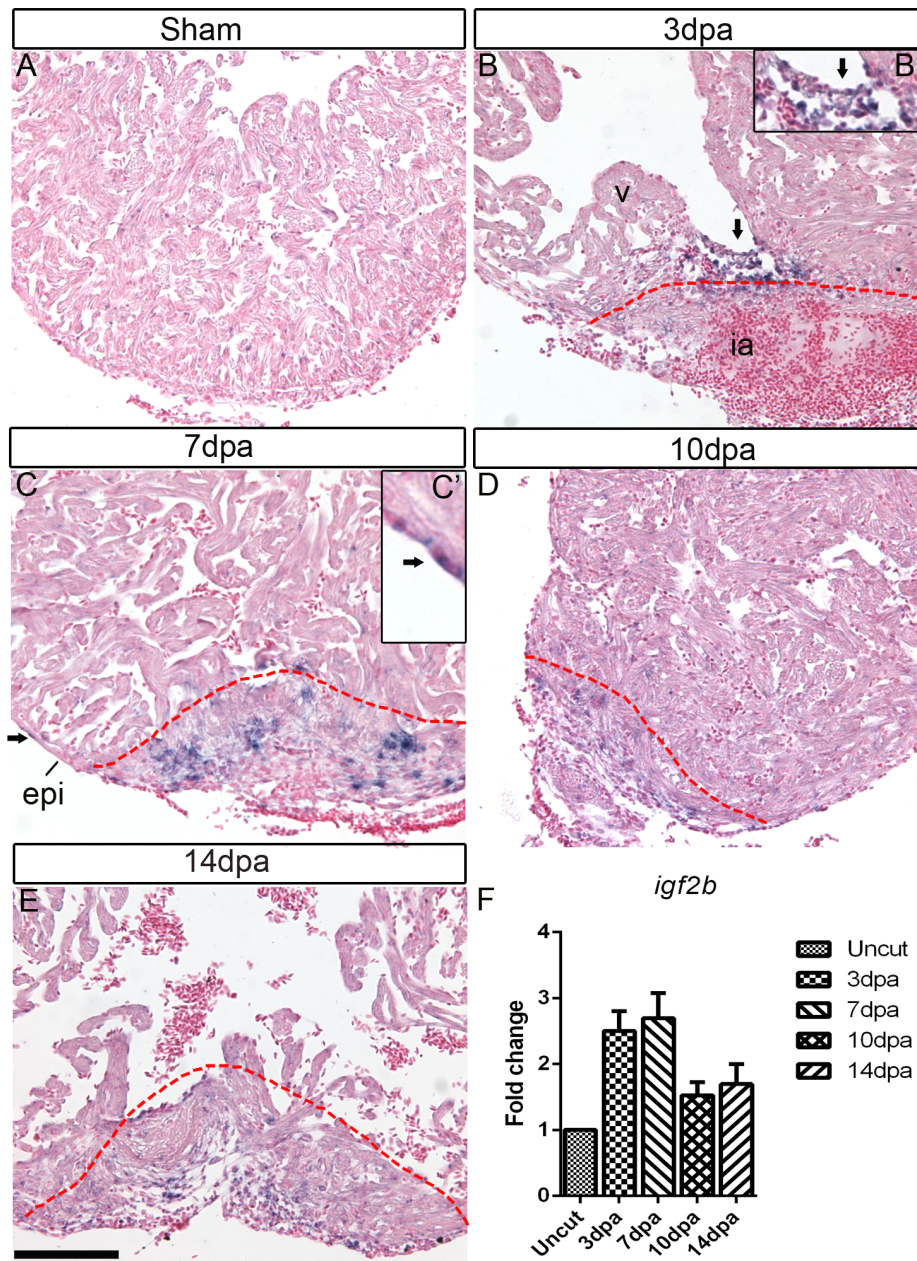 Sham
3dpa
A
B
B
v
ia
7dpa
10dpa
C
C'
D
epi
14dpa
E
F
igf2b
Fold change
4
3
2
1
0
Uncut
3dpa
7dpa
10dpa
14dpa
Uncut
3dpa
7dpa
10dpa
14dpa